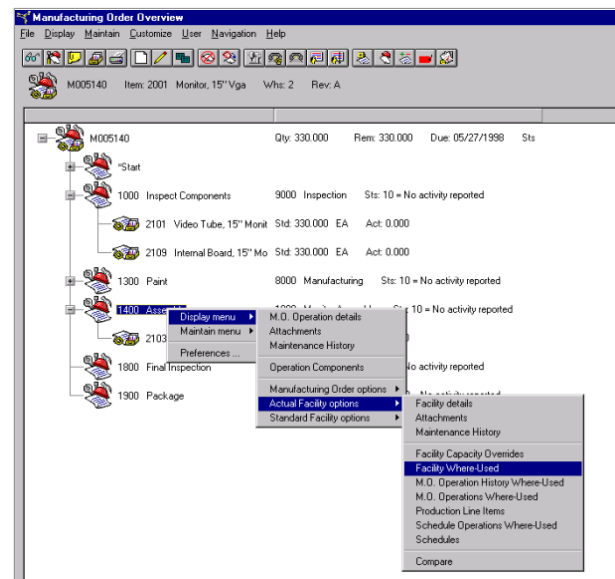 Manufacturing Order Overview
File Display Maintain Customize User Navigation Help
M005140 Item: 2001 Monitor, 15" Vga Whs: 2 Rev: A
M005140 Qty: 330.000 Rem: 330.000 Due: 05/27/1998 Sts
*Start
1000 Inspect Components 9000 Inspection Sts: 10 = No activity reported
2101 Video Tube, 15" Monit Std: 330.000 EA Act: 0.000
2109 Internal Board, 15" Mo Std: 330.000 EA Act: 0.000
1300 Paint 8000 Manufacturing Sts: 10 = No activity reported
1400 10 = No activity reported
2103
1800 Final Inspection No activity reported
1900 Package
Display menu
Maintain menu
Preferences ...
M.O. Operation details
Attachments
Maintenance History
Operation Components
Manufacturing Order options
Actual Facility options
Standard Facility options
Facility details
Attachments
Maintenance History
Facility Capacity Overrides
Facility Where-Used
M.O. Operation History Where-Used
M.O. Operations Where-Used
Production Line Items
Schedule Operations Where-Used
Schedules
Compare